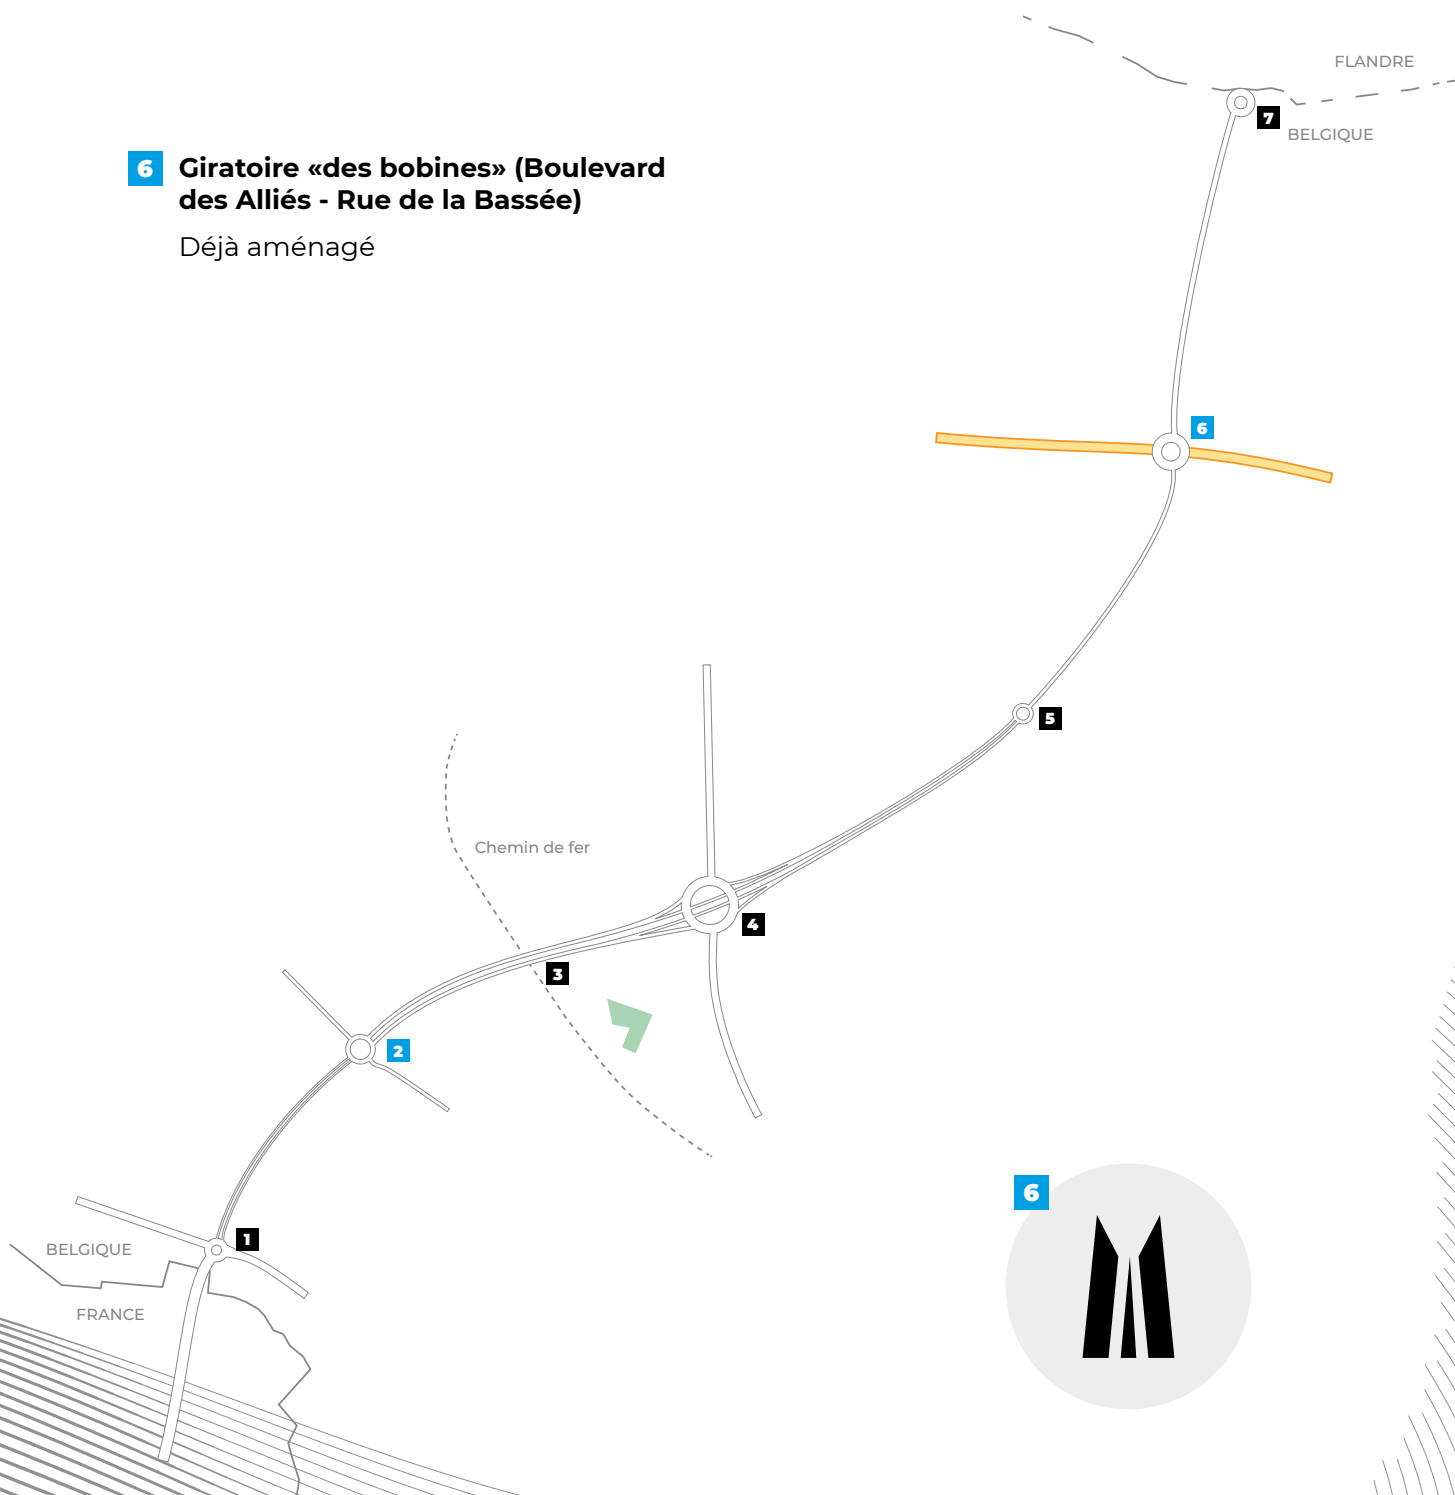 FLANDRE
7
BELGIQUE
6 Giratoire «des bobines» (Boulevard
des Alliés - Rue de la Bassée)
Déjà aménagé
6
5
Chemin de fer
4
3
2
1
BELGIQUE
FRANCE
6